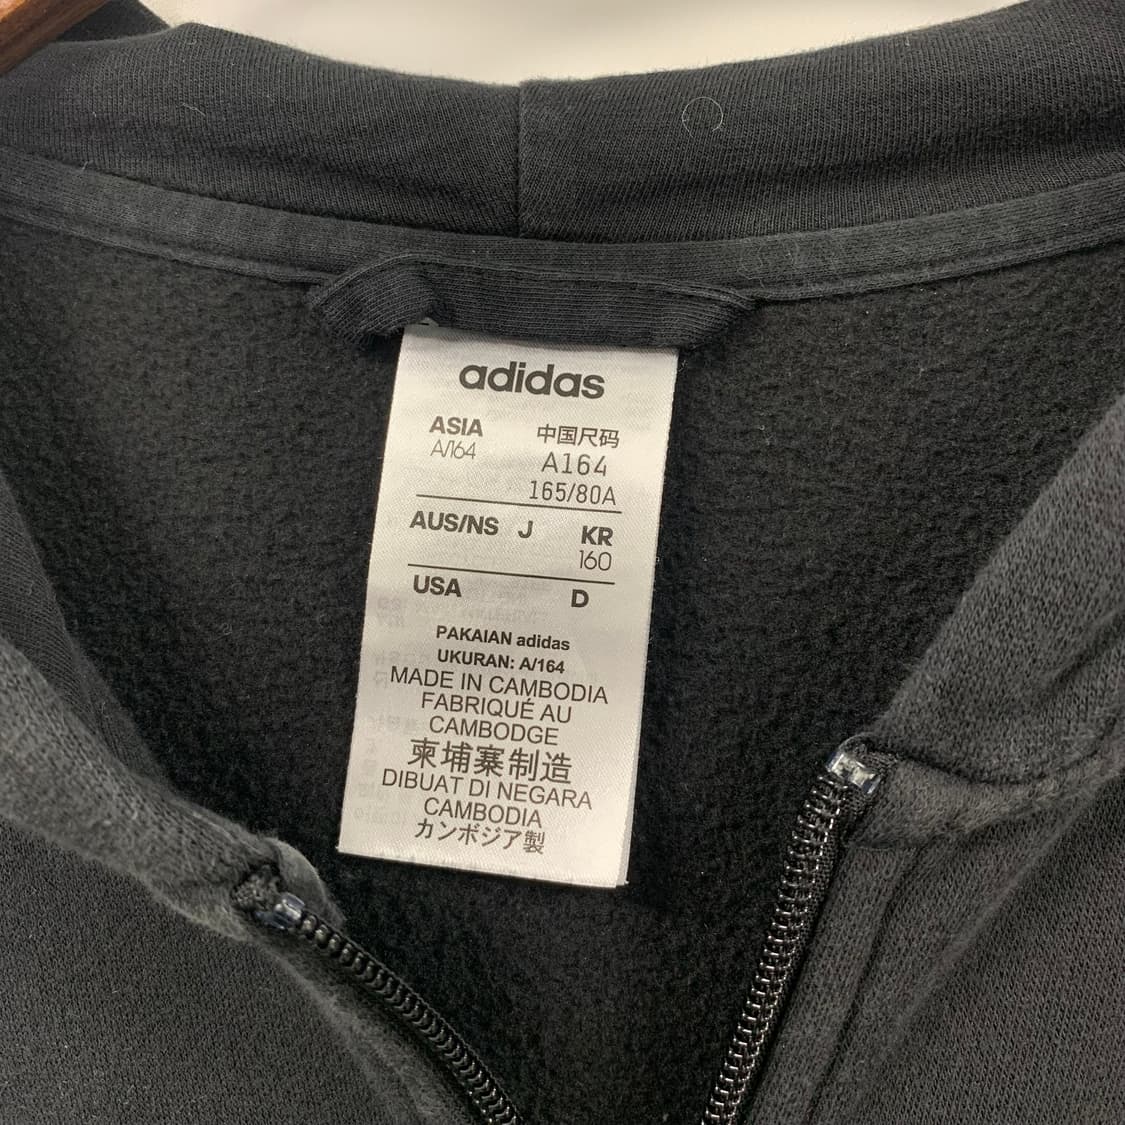 adidas
ASIA 中国尺码
A/164 A164
165/80A
AUS/NS J KR
160
USA D
PAKAIAN adidas
UKURAN: A/164
MADE IN CAMBODIA
FABRIQUÉ AU
CAMBODGE
柬埔寨制造
DIBUAT DI NEGARA
CAMBODIA
カンボジア製